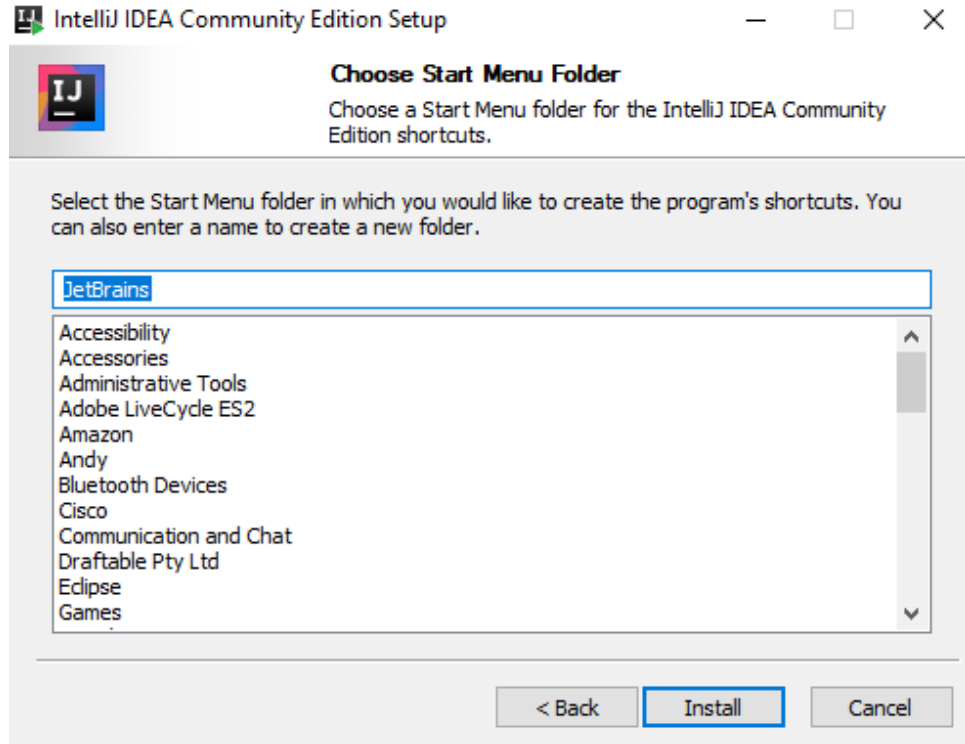 IntelliJ IDEA Community Edition Setup
IJ
Choose Start Menu Folder
Choose a Start Menu folder for the IntelliJ IDEA Community
Edition shortcuts.
Select the Start Menu folder in which you would like to create the program's shortcuts. You
can also enter a name to create a new folder.
JetBrains
Accessibility
Accessories
Administrative Tools
Adobe LiveCycle ES2
Amazon
Andy
Bluetooth Devices
Cisco
Communication and Chat
Draftable Pty Ltd
Eclipse
Games
< Back Install Cancel